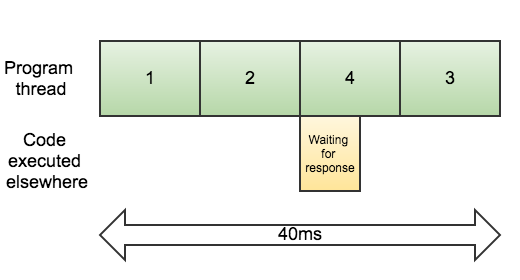 Program
thread
1
2
4
3
Code
executed
elsewhere
Waiting
for
response
40ms